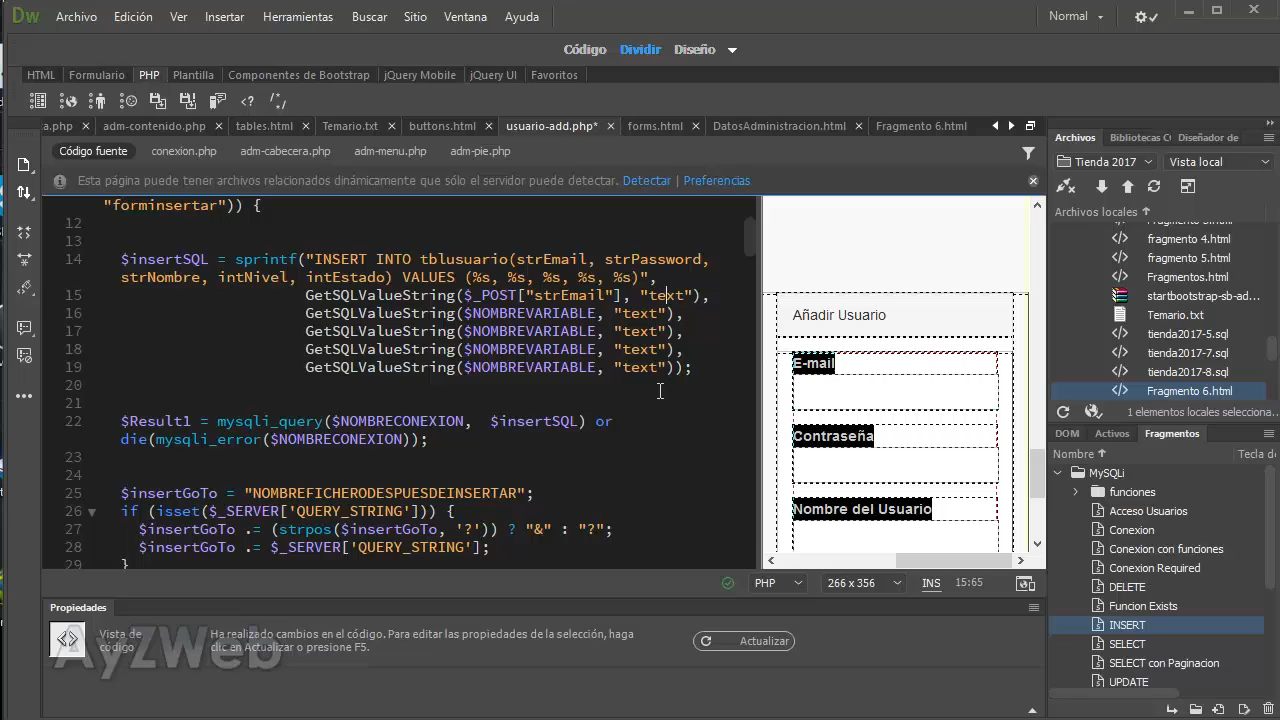 Dw Archivo Edición Ver Insertar Herramientas Buscar Sitio Ventana Ayuda Normal
Código Dividir Diseño
HTML Formulario PHP Plantilla Componentes de Bootstrap jQuery Mobile jQuery UI Favoritos
ta.php adm-contenido.php tables.html Temario.txt buttons.html usuario-add.php* forms.html DatosAdministracion.html Fragmento 6.html
Código fuente conexion.php adm-cabecera.php adm-menu.php adm-pie.php
Esta página puede tener archivos relacionados dinámicamente que sólo el servidor puede detectar. Detectar | Preferencias
"forminsertar")) {
12
13
14 $insertSQL = sprintf("INSERT INTO tblusuario(strEmail, strPassword,
strNombre, intNivel, intEstado) VALUES (%s, %s, %s, %s, %s)",
15 GetSQLValueString($_POST["strEmail"], "text"),
16 GetSQLValueString($NOMBREVARIABLE, "text"),
17 GetSQLValueString($NOMBREVARIABLE, "text"),
18 GetSQLValueString($NOMBREVARIABLE, "text"),
19 GetSQLValueString($NOMBREVARIABLE, "text"));
20
21
22 $Result1 = mysqli_query($NOMBRECONEXION, $insertSQL) or
die(mysqli_error($NOMBRECONEXION));
23
24
25 $insertGoTo = "NOMBREFICHERODESPUESDEINSERTAR";
26 if (isset($_SERVER['QUERY_STRING'])) {
27 $insertGoTo .= (strpos($insertGoTo, '?')) ? "&" : "?";
28 $insertGoTo .= $_SERVER['QUERY_STRING'];
29 }
Añadir Usuario
E-mail
Contraseña
Nombre del Usuario
PHP 266 x 356 INS 15:65
Propiedades
Vista de
código
Ha realizado cambios en el código. Para editar las propiedades de la selección, haga
clic en Actualizar o presione F5.
Actualizar
AyZWeb
Archivos Bibliotecas CC Diseñador de
Tienda 2017 Vista local
Archivos locales
fragmento 4.html
fragmento 5.html
Fragmentos.html
startbootstrap-sb-ad...
Temario.txt
tienda2017-5.sql
tienda2017-7.sql
tienda2017-8.sql
Fragmento 6.html
1 elementos locales selecciona...
DOM Activos Fragmentos
Nombre Tecla de
MySQLi
funciones
Acceso Usuarios
Conexion
Conexion con funciones
Conexion Required
DELETE
Funcion Exists
INSERT
SELECT
SELECT con Paginacion
UPDATE